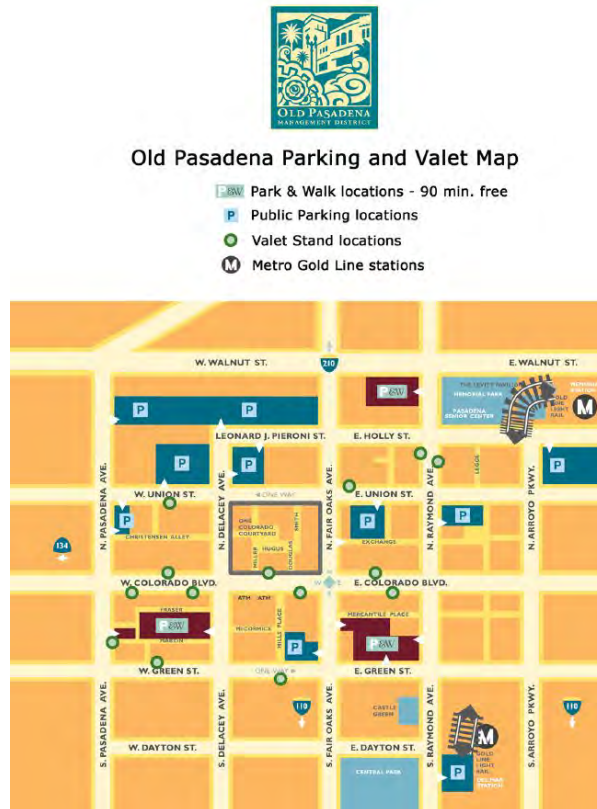 OLD PASADENA
MANAGEMENT DISTRICT
Old Pasadena Parking and Valet Map
P&W Park & Walk locations - 90 min. free
P Public Parking locations
Valet Stand locations
M Metro Gold Line stations
W. WALNUT ST.
210
E. WALNUT ST.
P&W
MEMORIAL PARK
PASADENA
SENIOR CENTER
M
GOLD
LINE
LIGHT
RAIL
P
P
LEONARD J. PIERONI ST.
E. HOLLY ST.
P
P
P
N. PASADENA AVE.
N. DELACEY AVE.
N. FAIR OAKS AVE.
N. RAYMOND AVE.
N. ARROYO PKWY.
W. UNION ST.
ONE WAY
E. UNION ST.
P
P
P
ONE
COLORADO
COURTYARD
SMITH
MILLER
HUGUS
DOUGLAS
CHRISTENSEN ALLEY
EXCHANGE
134
W. COLORADO BLVD.
W
E
E. COLORADO BLVD.
FRASER
P&W
MCCORMICK
MILLS PLACE
MERCANTILE PLACE
P&W
P
W. GREEN ST.
ONE WAY
E. GREEN ST.
S. PASADENA AVE.
S. DELACEY AVE.
S. FAIR OAKS AVE.
S. RAYMOND AVE.
S. ARROYO PKWY.
110
CASTLE
GREEN
110
W. DAYTON ST.
E. DAYTON ST.
M
GOLD
LINE
LIGHT
RAIL
DEL MAR
STATION
P
CENTRAL PARK